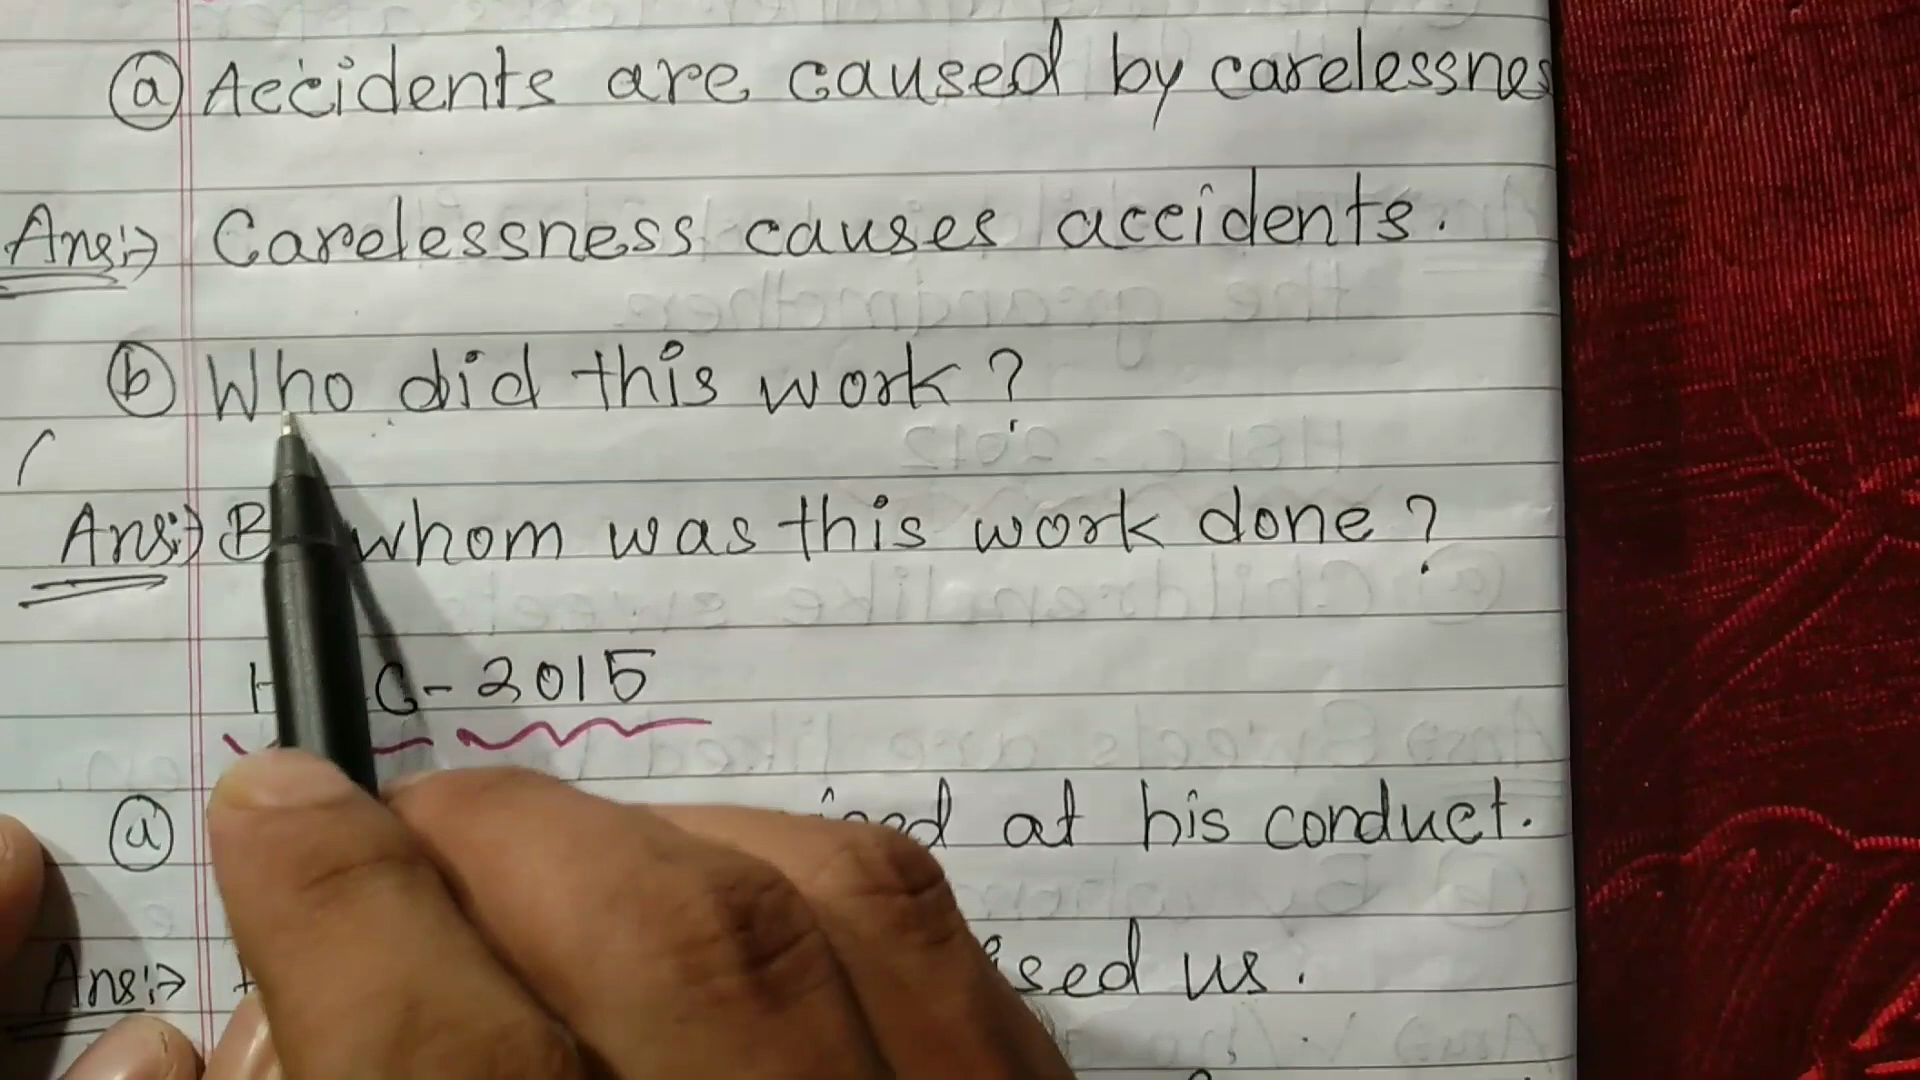 (a) Accidents are caused by carelessnes
Ans:→ Carelessness causes accidents.
(b) Who did this work?
Ans:→ B whom was this work done?
2015
(a) at his conduct.
Ans:→ us.